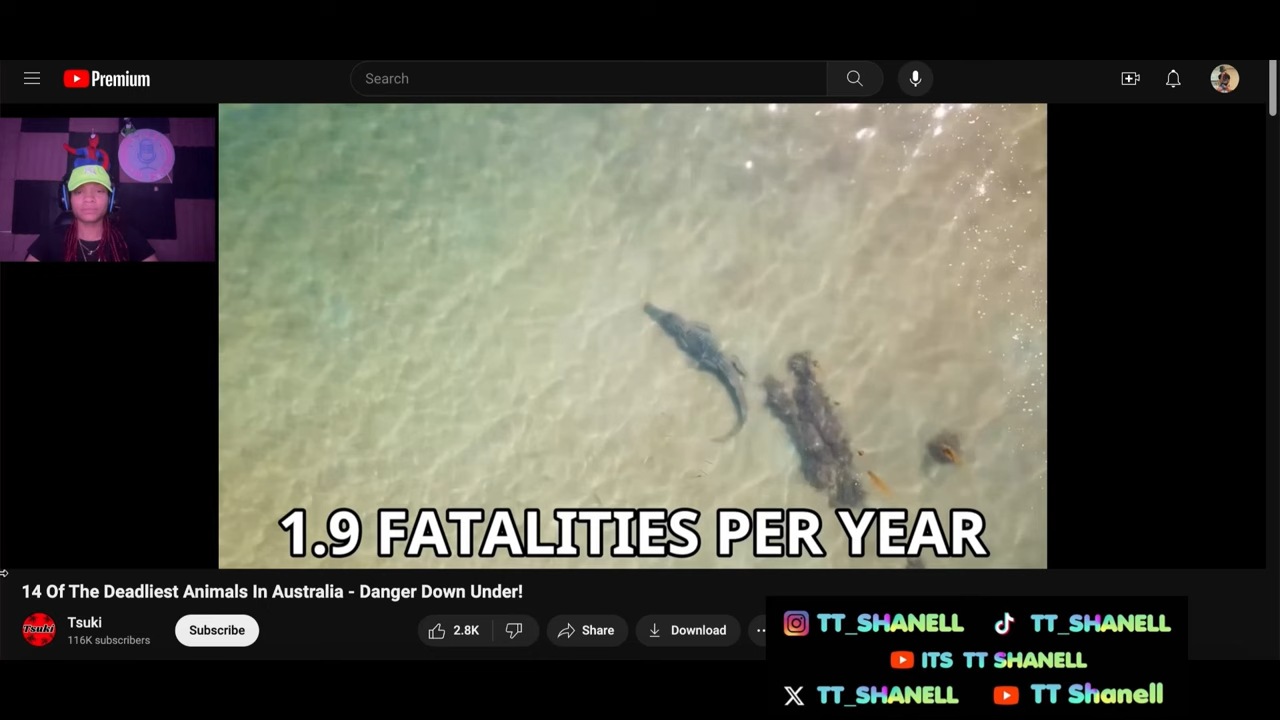 Premium
Search
1.9 FATALITIES PER YEAR
14 Of The Deadliest Animals In Australia - Danger Down Under!
Tsuki
Tsuki
116K subscribers
Subscribe
2.8K
Share
Download
TT_SHANELL
TT_SHANELL
ITS TT SHANELL
TT_SHANELL
TT Shanell